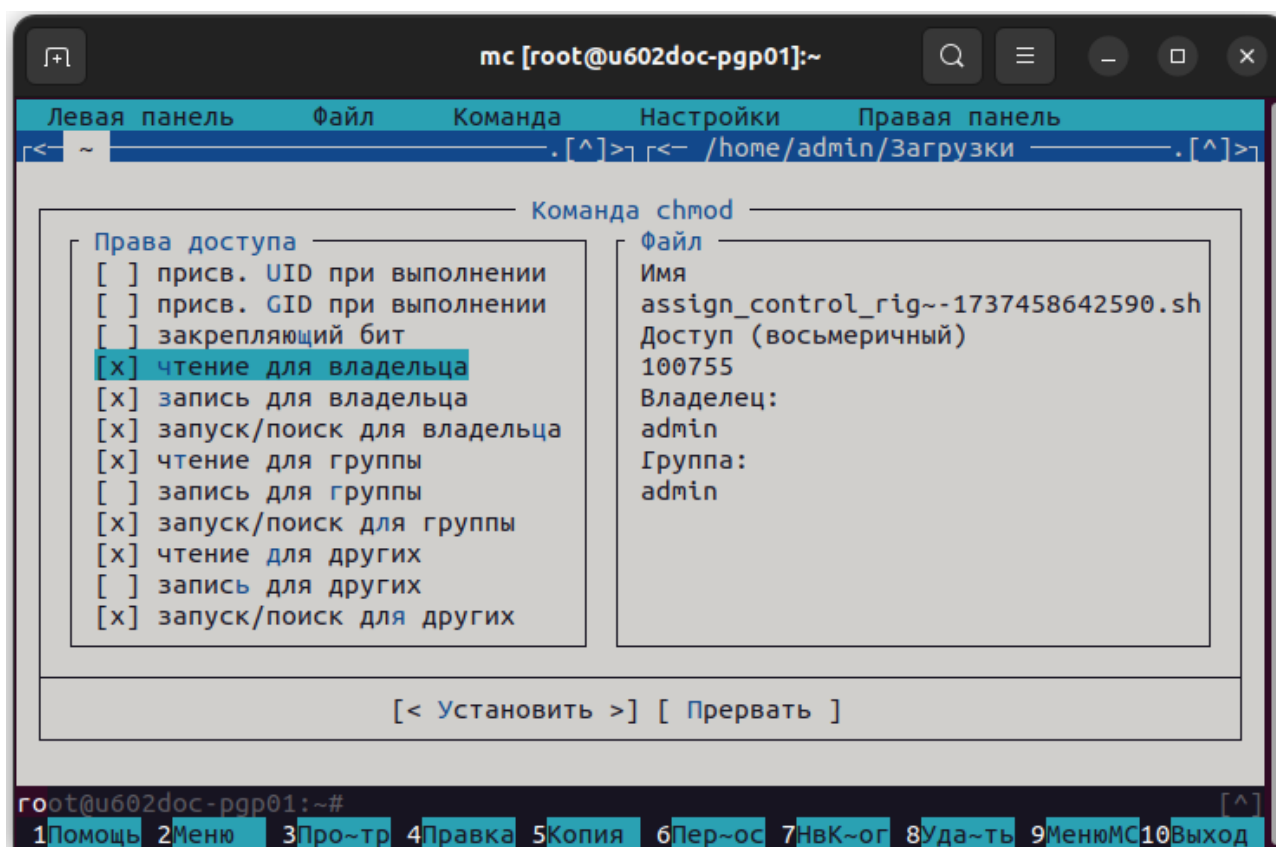 mc [root@u602doc-pgp01]:~
Левая панель Файл Команда Настройки Правая панель
<─ ~ ─.[^]> <─ /home/admin/Загрузки ─.[^]>
Команда chmod
Права доступа
[ ] присв. UID при выполнении
[ ] присв. GID при выполнении
[ ] закрепляющий бит
[x] чтение для владельца
[x] запись для владельца
[x] запуск/поиск для владельца
[x] чтение для группы
[ ] запись для группы
[x] запуск/поиск для группы
[x] чтение для других
[ ] запись для других
[x] запуск/поиск для других
Файл
Имя
assign_control_rig~-1737458642590.sh
Доступ (восьмеричный)
100755
Владелец:
admin
Группа:
admin
[< Установить >] [ Прервать ]
root@u602doc-pgp01:~# [^]
1Помощь 2Меню 3Про~тр 4Правка 5Копия 6Пер~ос 7НвК~ог 8Уда~ть 9МенюМС 10Выход